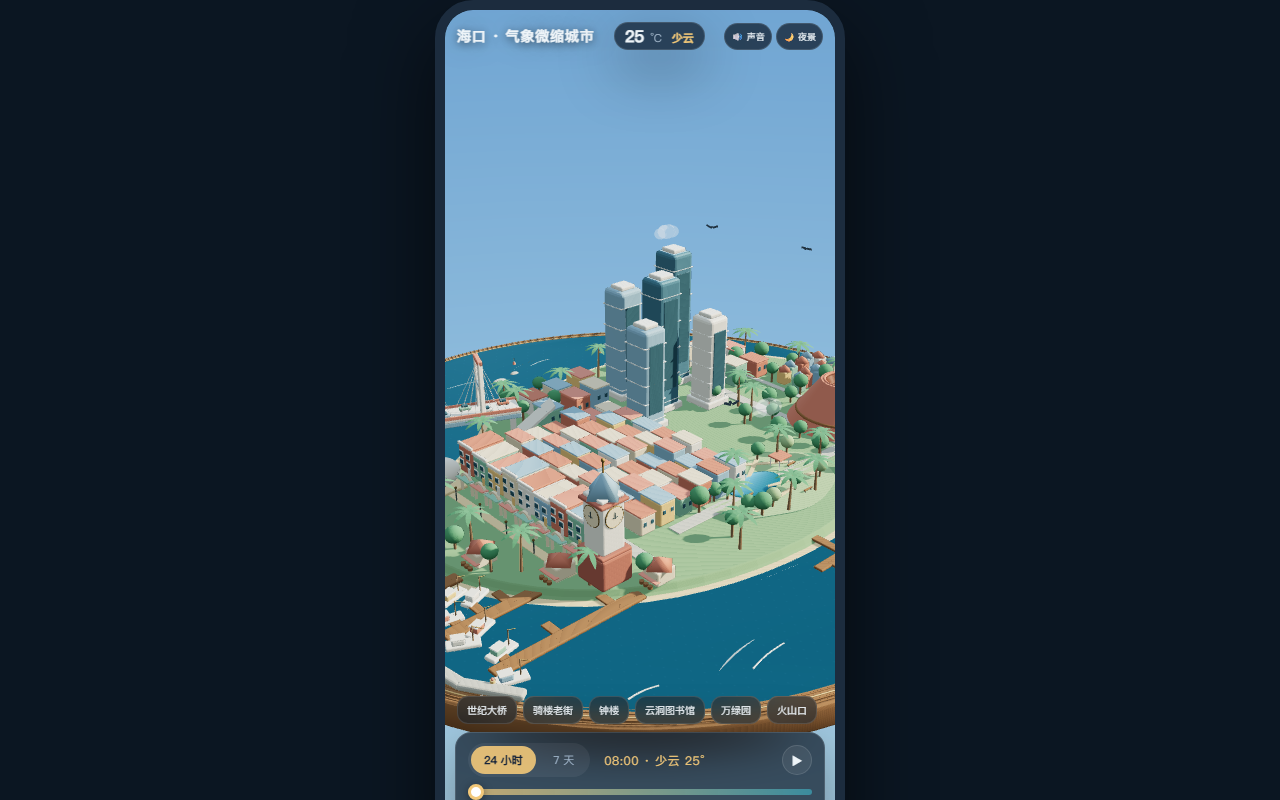 海口 · 气象微缩城市
25 °C 少云
声音
夜景
世纪大桥
骑楼老街
钟楼
云洞图书馆
万绿园
火山口
24 小时
7 天
08:00 · 少云 25°